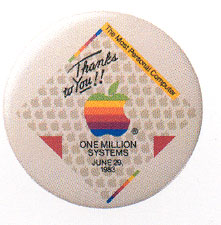 The Most Personal Computer
Thanks
to You!!
®
ONE MILLION
SYSTEMS
JUNE 29,
1983